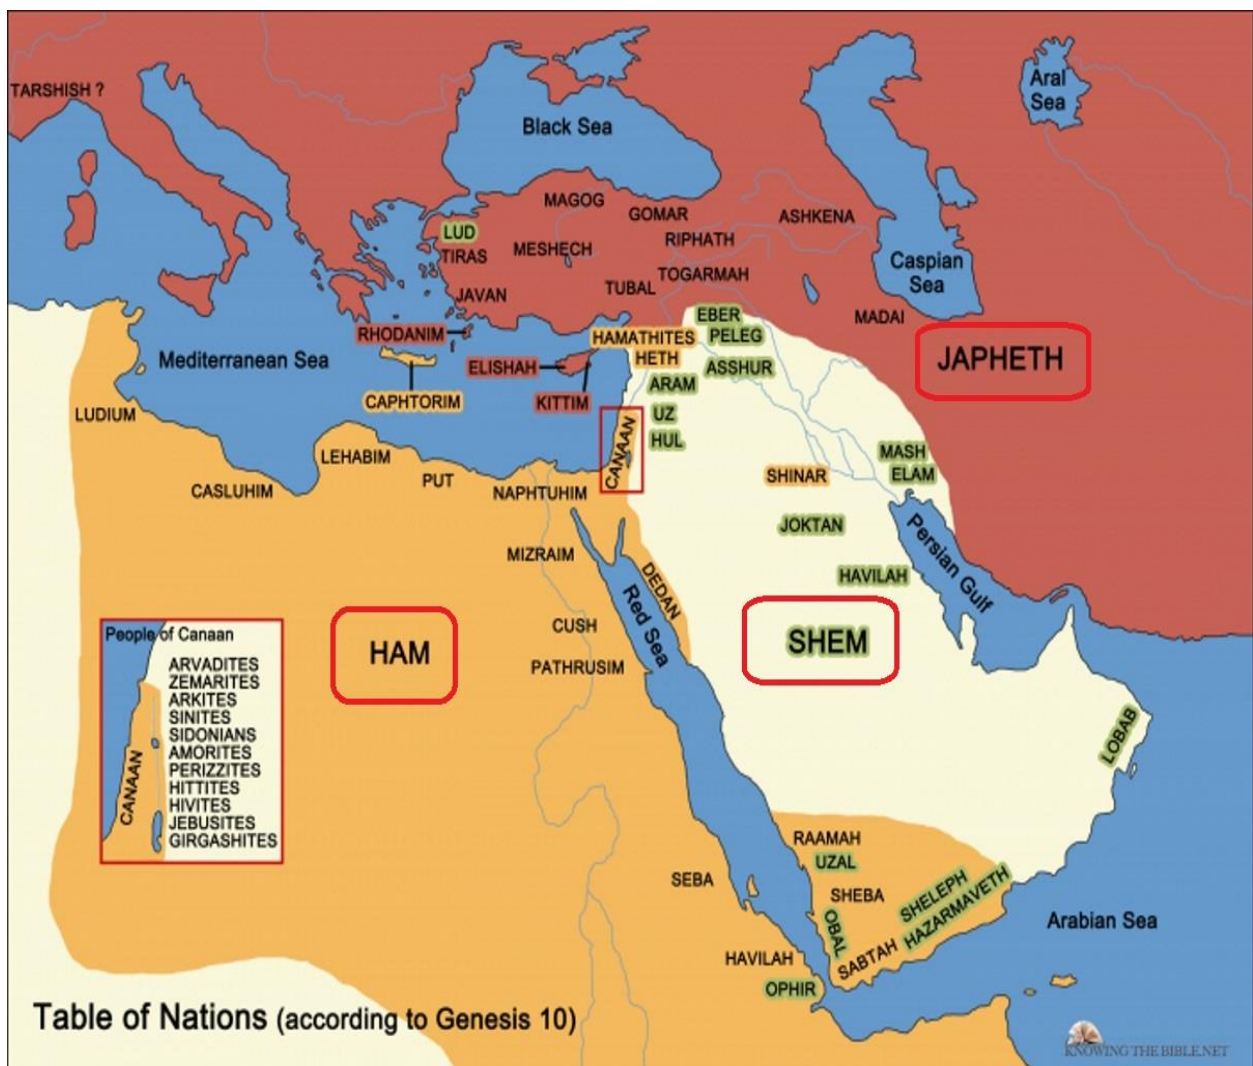 TARSHISH ?
Black Sea
Aral
Sea
MAGOG
GOMAR
ASHKENA
LUD
TIRAS
MESHECH
RIPHATH
Caspian
Sea
JAVAN
TUBAL
TOGARMAH
MADAI
EBER
PELEG
RHODANIM
HAMATHITES
HETH
JAPHETH
Mediterranean Sea
ELISHAH
ASSHUR
ARAM
CAPHTORIM
KITTIM
LUDIUM
UZ
HUL
CANAAN
LEHABIM
MASH
ELAM
CASLUHIM
PUT
NAPHTUHIM
SHINAR
JOKTAN
Persian Gulf
MIZRAIM
DEDAN
HAVILAH
Red Sea
CUSH
PATHRUSIM
HAM
SHEM
People of Canaan
ARVADITES
ZEMARITES
ARKITES
SINITES
SIDONIANS
AMORITES
PERIZZITES
HITTITES
HIVITES
JEBUSITES
GIRGASHITES
CANAAN
LOBAB
RAAMAH
UZAL
SEBA
SHEBA
SHELEPH
HAZARMAVETH
OBAL
SABTAH
Arabian Sea
HAVILAH
OPHIR
Table of Nations (according to Genesis 10)
KNOWING THE BIBLE.NET